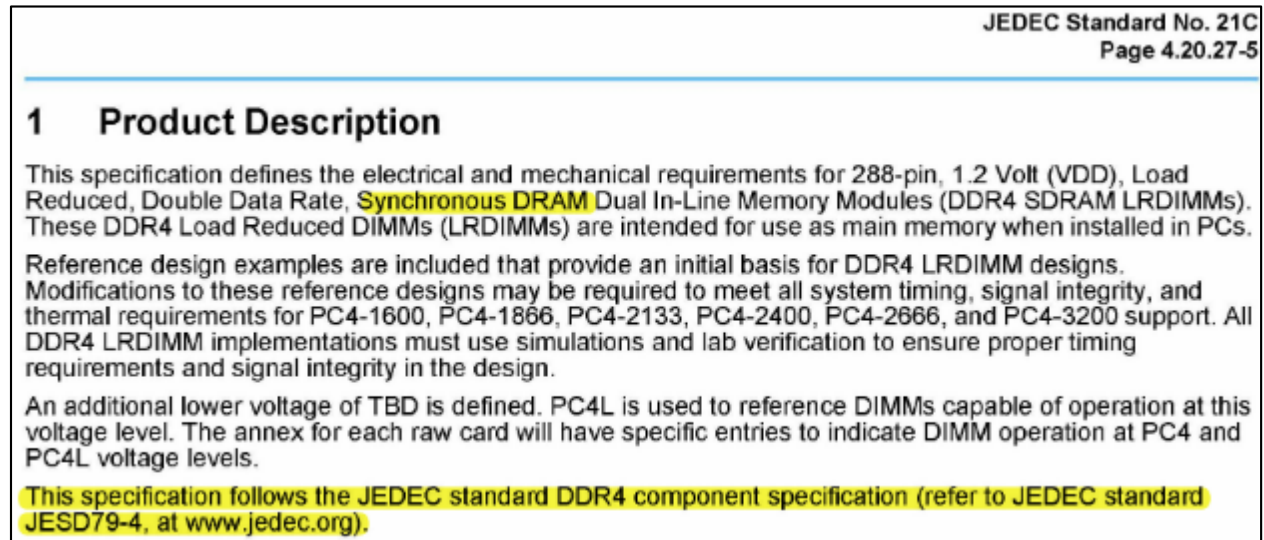 JEDEC Standard No. 21C
Page 4.20.27-5
1 Product Description
This specification defines the electrical and mechanical requirements for 288-pin, 1.2 Volt (VDD), Load
Reduced, Double Data Rate, Synchronous DRAM Dual In-Line Memory Modules (DDR4 SDRAM LRDIMMs).
These DDR4 Load Reduced DIMMs (LRDIMMs) are intended for use as main memory when installed in PCs.
Reference design examples are included that provide an initial basis for DDR4 LRDIMM designs.
Modifications to these reference designs may be required to meet all system timing, signal integrity, and
thermal requirements for PC4-1600, PC4-1866, PC4-2133, PC4-2400, PC4-2666, and PC4-3200 support. All
DDR4 LRDIMM implementations must use simulations and lab verification to ensure proper timing
requirements and signal integrity in the design.
An additional lower voltage of TBD is defined. PC4L is used to reference DIMMs capable of operation at this
voltage level. The annex for each raw card will have specific entries to indicate DIMM operation at PC4 and
PC4L voltage levels.
This specification follows the JEDEC standard DDR4 component specification (refer to JEDEC standard
JESD79-4, at www.jedec.org).